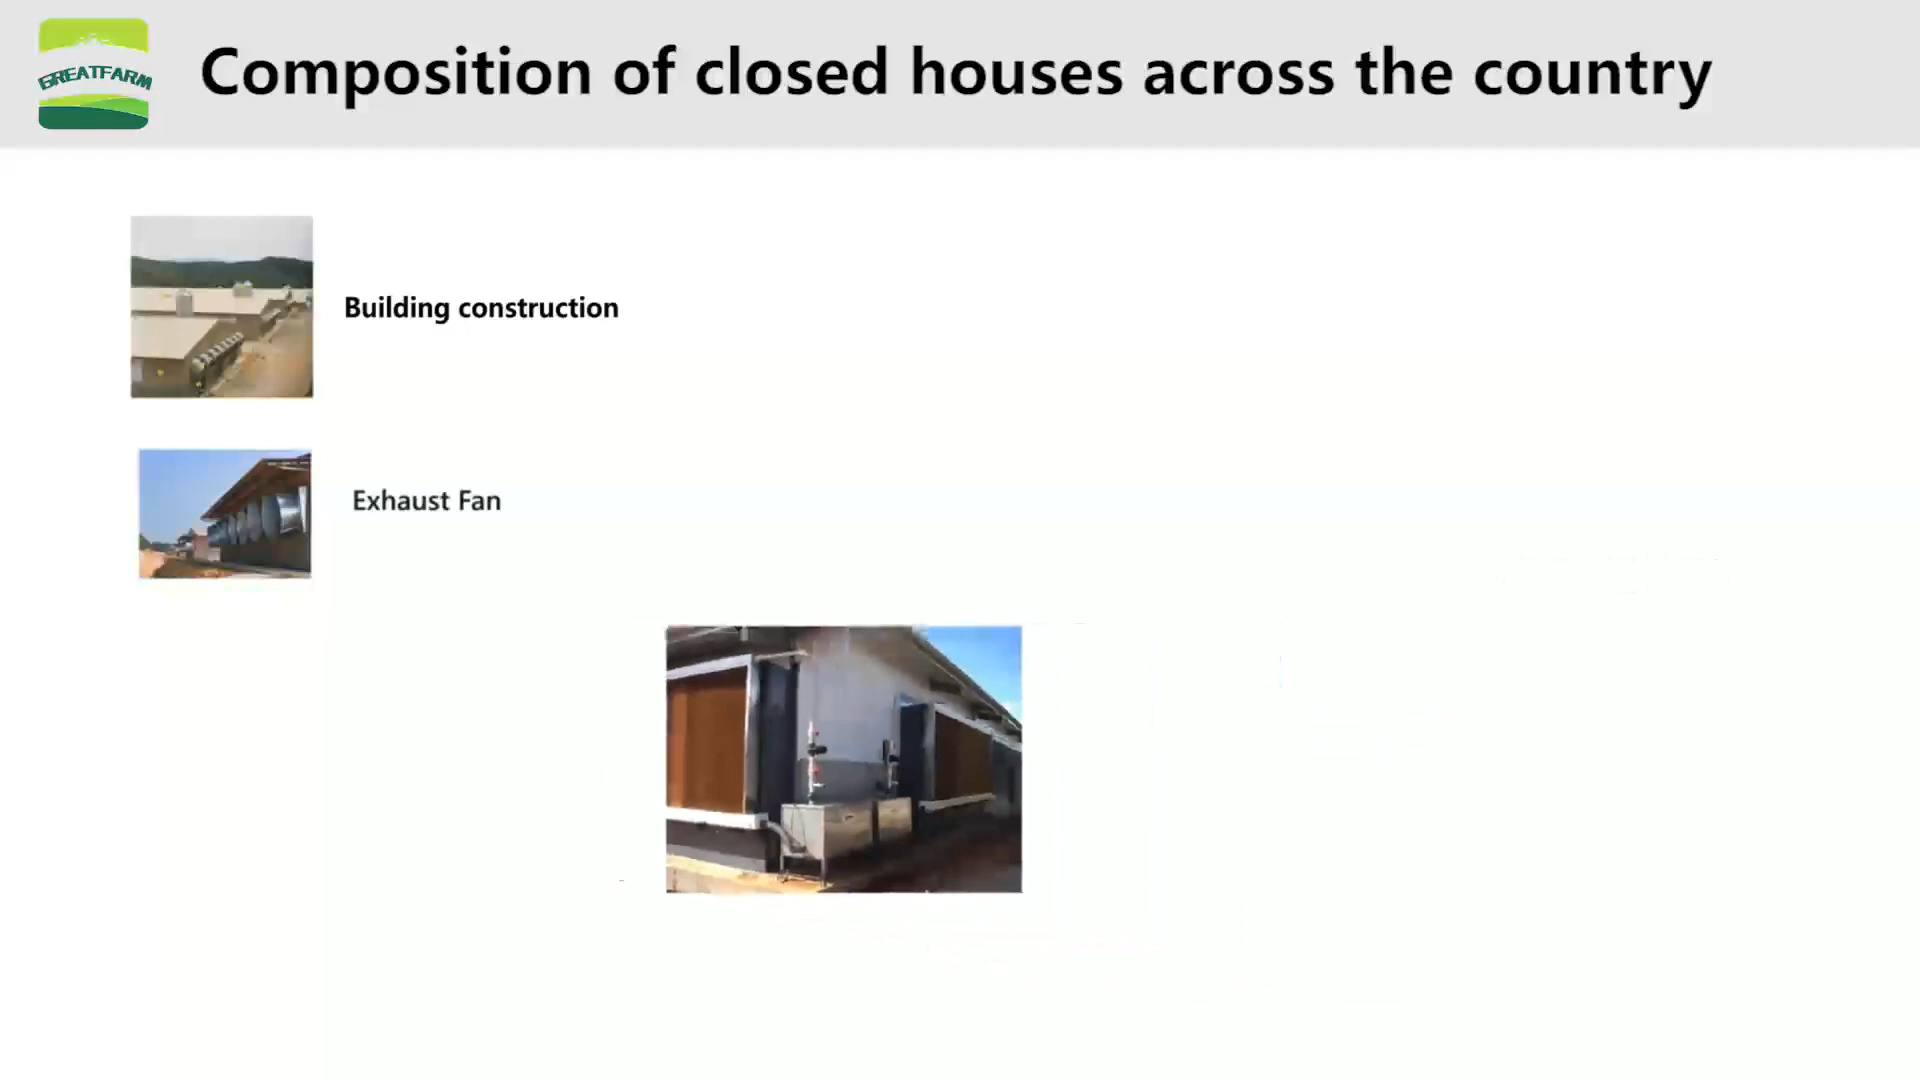 GREATFARM
Composition of closed houses across the country
Building construction
Exhaust Fan